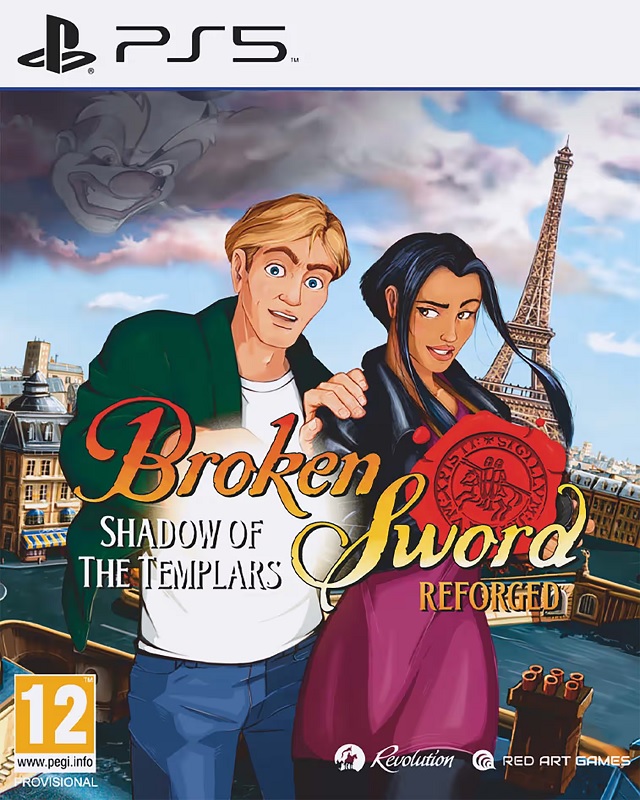 PS5
Broken
Sword
SHADOW OF
THE TEMPLARS
REFORGED
12
www.pegi.info
PROVISIONAL
Revolution
RED ART GAMES